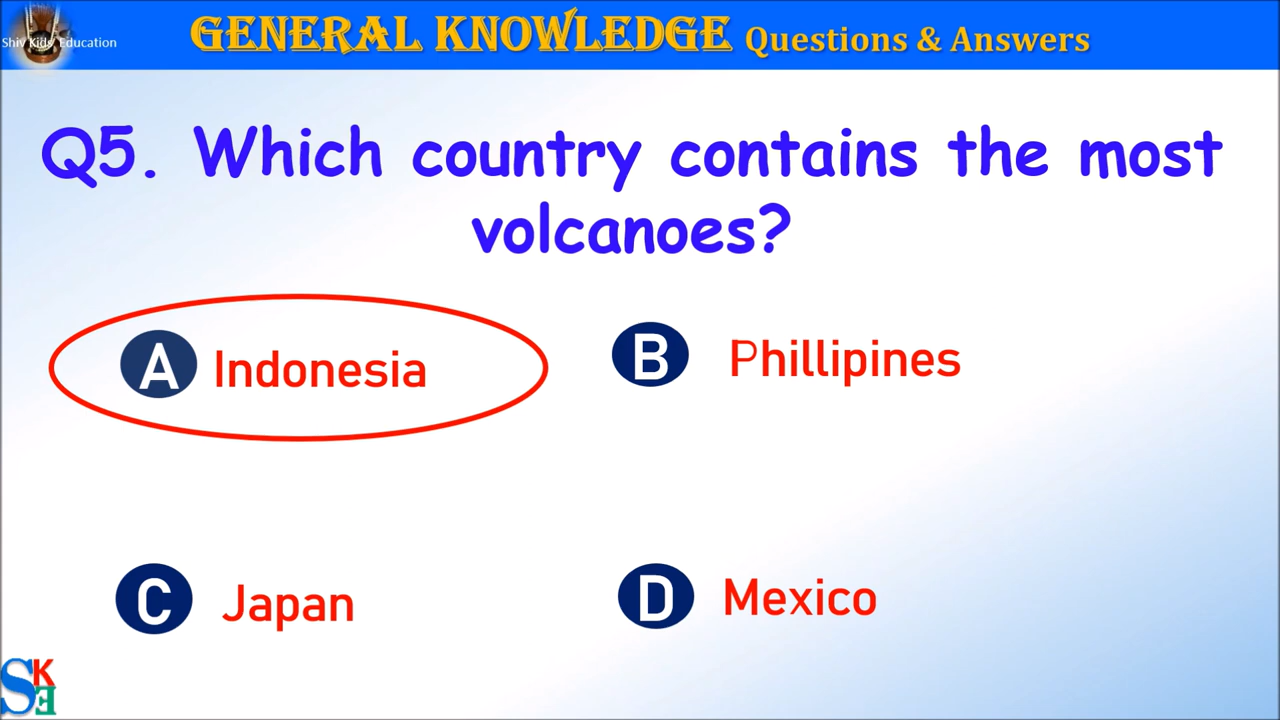 Shiv Kids' Education
GENERAL KNOWLEDGE Questions & Answers
Q5. Which country contains the most
volcanoes?
A Indonesia
B Phillipines
C Japan
D Mexico
SKE